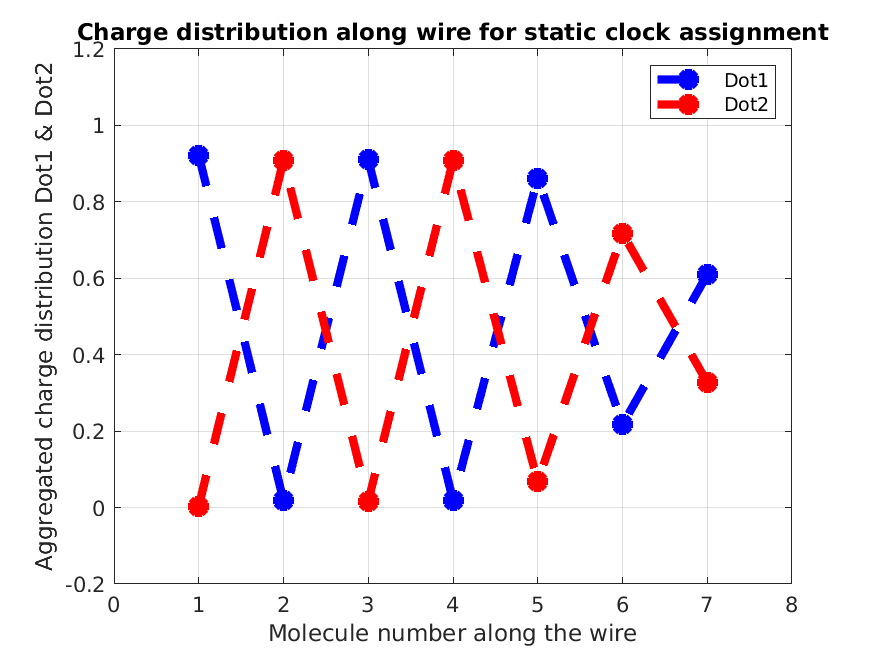 Charge distribution along wire for static clock assignment
Aggregated charge distribution Dot1 & Dot2
1.2
1
0.8
0.6
0.4
0.2
0
-0.2
Dot1
Dot2
0 1 2 3 4 5 6 7 8
Molecule number along the wire